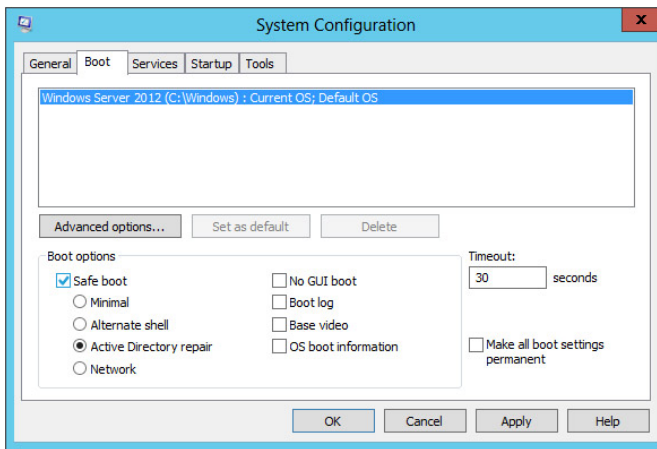 System Configuration
x
General Boot Services Startup Tools
Windows Server 2012 (C:\Windows) : Current OS; Default OS
Advanced options... Set as default Delete
Boot options Timeout:
Safe boot No GUI boot 30 seconds
Minimal Boot log
Alternate shell Base video
Active Directory repair OS boot information Make all boot settings
permanent
Network
OK Cancel Apply Help